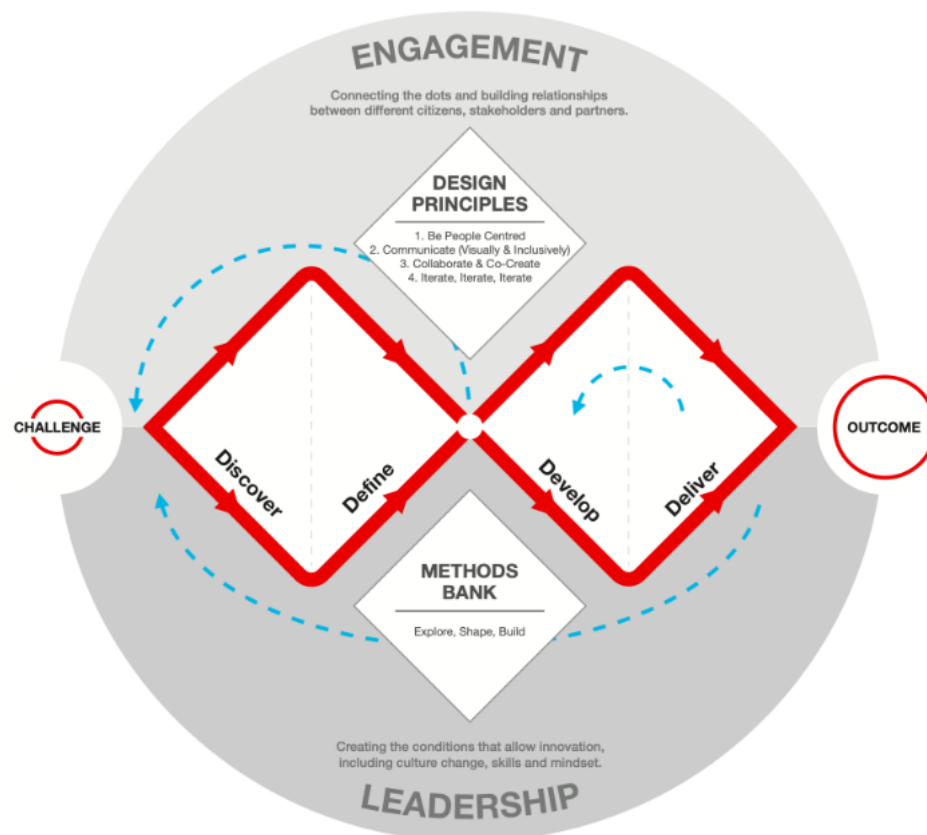 ENGAGEMENT
Connecting the dots and building relationships
between different citizens, stakeholders and partners.
DESIGN
PRINCIPLES
1. Be People Centred
2. Communicate (Visually & Inclusively)
3. Collaborate & Co-Create
4. Iterate, Iterate, Iterate
CHALLENGE
Discover
Define
Develop
Deliver
OUTCOME
METHODS
BANK
Explore, Shape, Build
Creating the conditions that allow innovation,
including culture change, skills and mindset.
LEADERSHIP